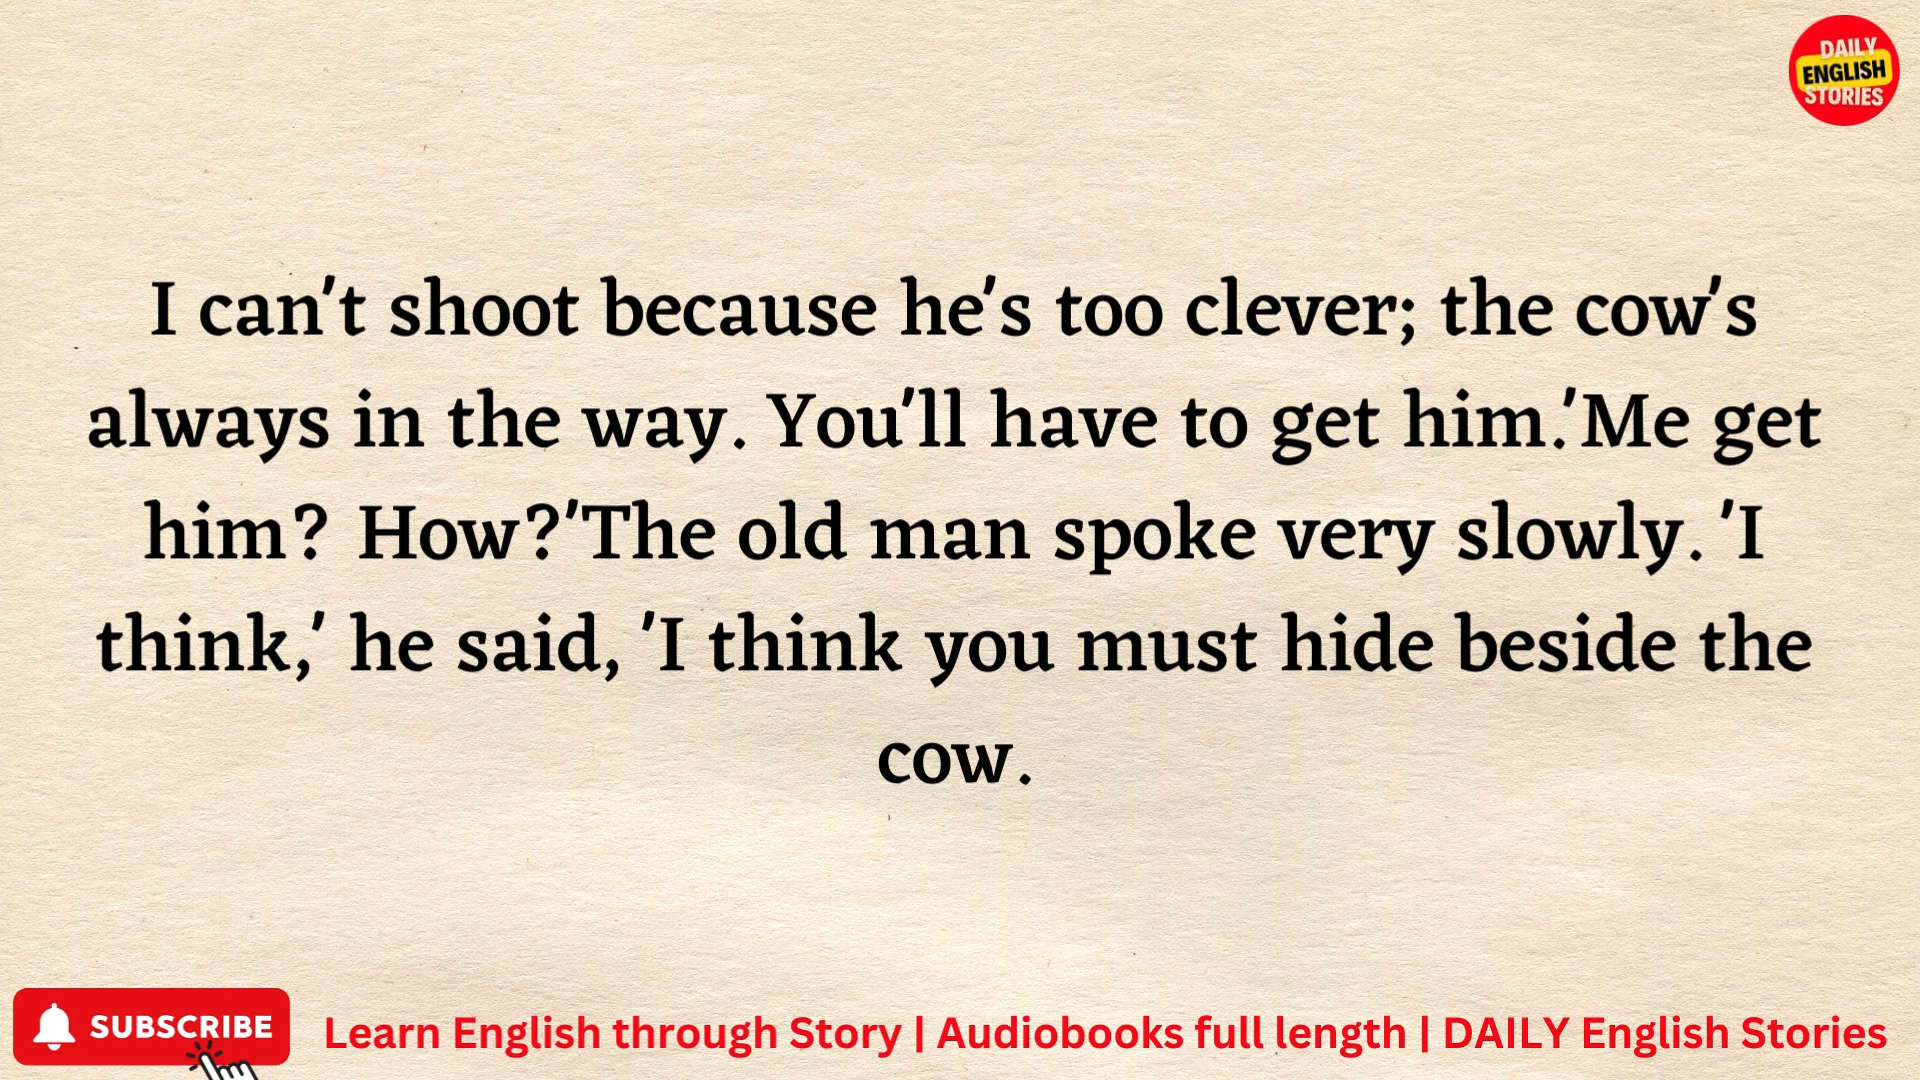 DAILY
ENGLISH
STORIES
I can't shoot because he's too clever; the cow's
always in the way. You'll have to get him.'Me get
him? How?'The old man spoke very slowly. 'I
think,' he said, 'I think you must hide beside the
cow.
SUBSCRIBE
Learn English through Story | Audiobooks full length | DAILY English Stories